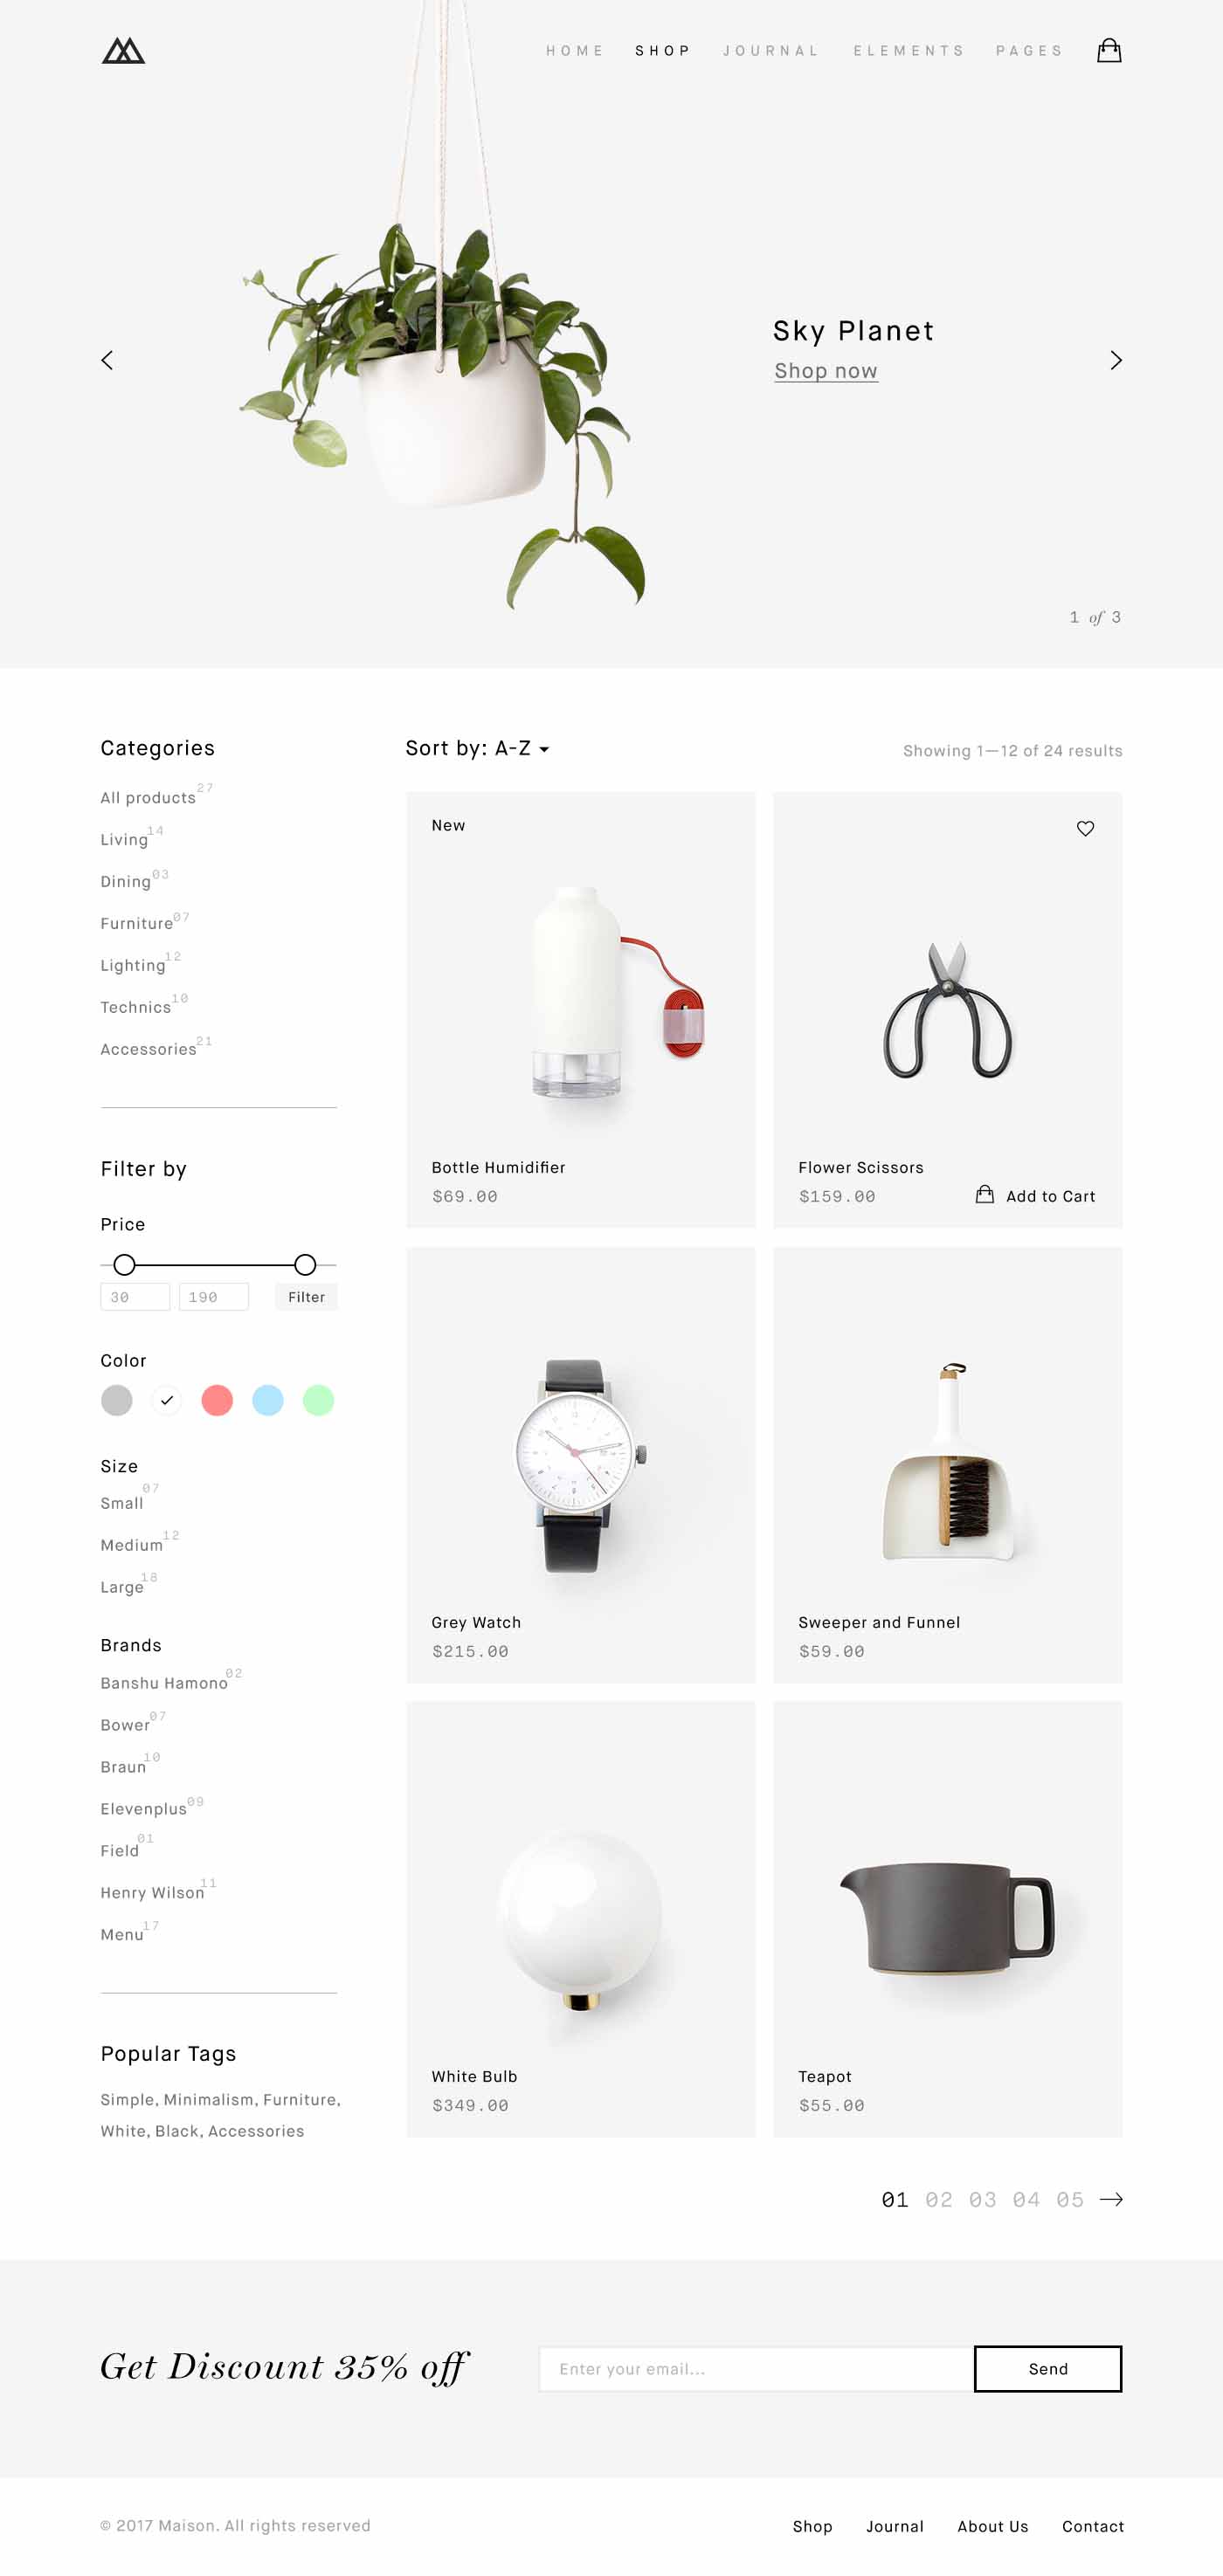 HOME SHOP JOURNAL ELEMENTS PAGES
Sky Planet
Shop now
1 of 3
Categories
All products 27
Living 14
Dining 03
Furniture 07
Lighting 12
Technics 10
Accessories 21
Filter by
Price
30 190 Filter
Color
Size
Small 07
Medium 12
Large 18
Brands
Banshu Hamono 02
Bower 07
Braun 10
Elevenplus 09
Field 01
Henry Wilson 11
Menu 17
Popular Tags
Simple, Minimalism, Furniture,
White, Black, Accessories
Sort by: A-Z
Showing 1—12 of 24 results
New
Bottle Humidifier
$69.00
Flower Scissors
$159.00 Add to Cart
Grey Watch
$215.00
Sweeper and Funnel
$59.00
White Bulb
$349.00
Teapot
$55.00
01 02 03 04 05
Get Discount 35% off
Enter your email... Send
© 2017 Maison. All rights reserved
Shop Journal About Us Contact